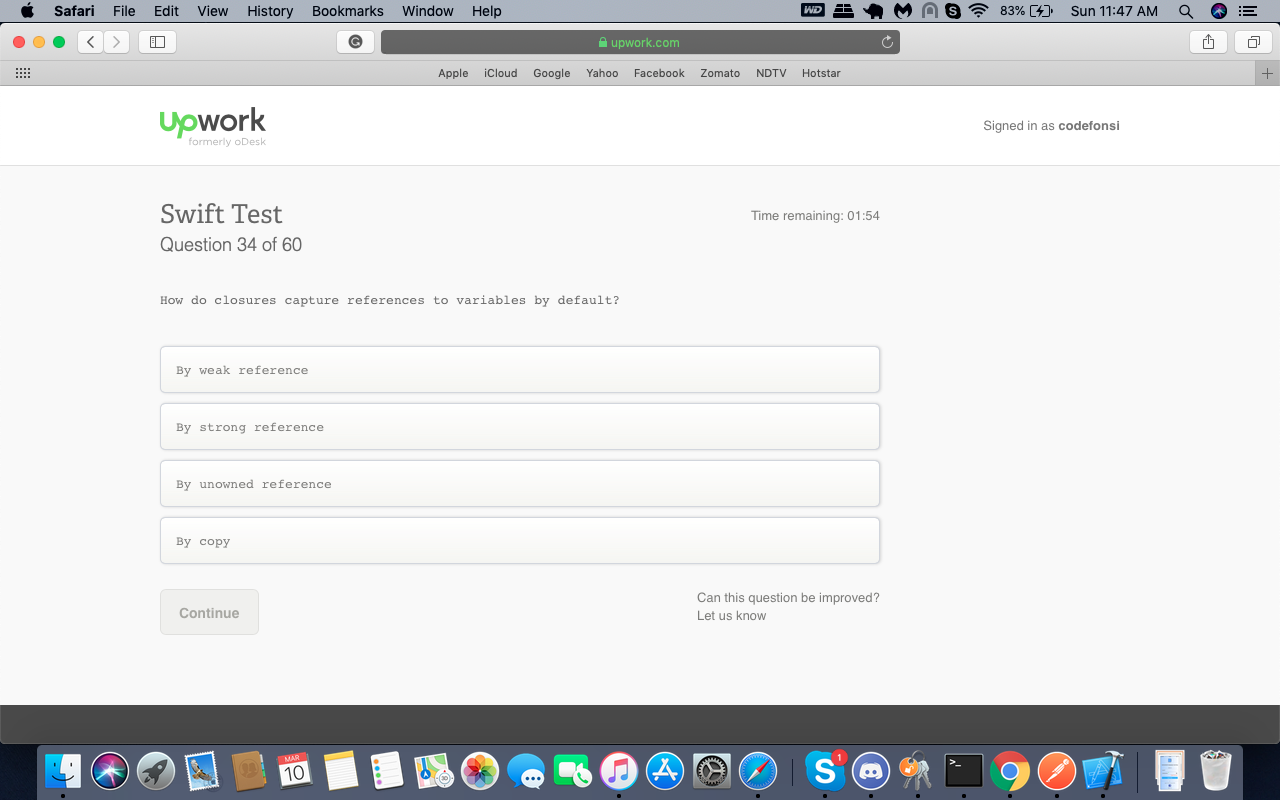 Safari File Edit View History Bookmarks Window Help WD S 83% Sun 11:47 AM
G upwork.com
Apple iCloud Google Yahoo Facebook Zomato NDTV Hotstar
upwork
formerly oDesk
Signed in as codefonsi
Swift Test
Time remaining: 01:54
Question 34 of 60
How do closures capture references to variables by default?
By weak reference
By strong reference
By unowned reference
By copy
Continue
Can this question be improved?
Let us know
MAR
10
S 1
>_